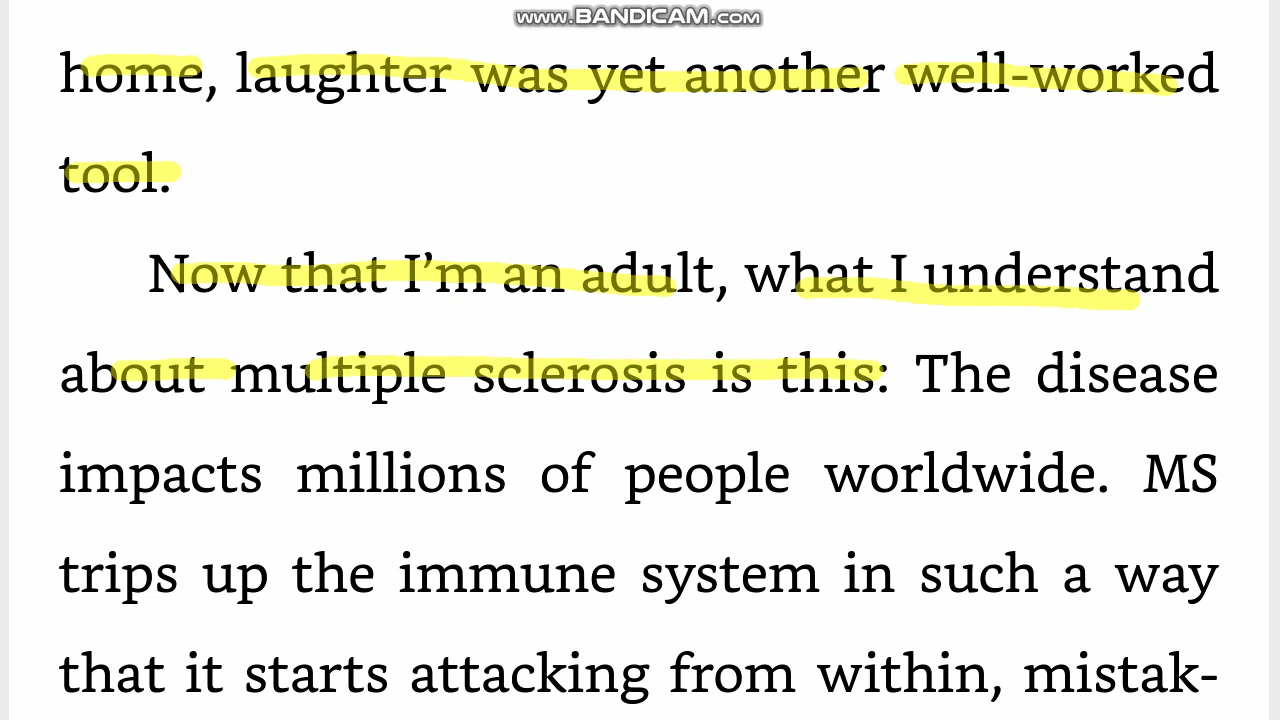 www.BANDICAM.com
home, laughter was yet another well-worked
tool.
Now that I’m an adult, what I understand
about multiple sclerosis is this: The disease
impacts millions of people worldwide. MS
trips up the immune system in such a way
that it starts attacking from within, mistak-